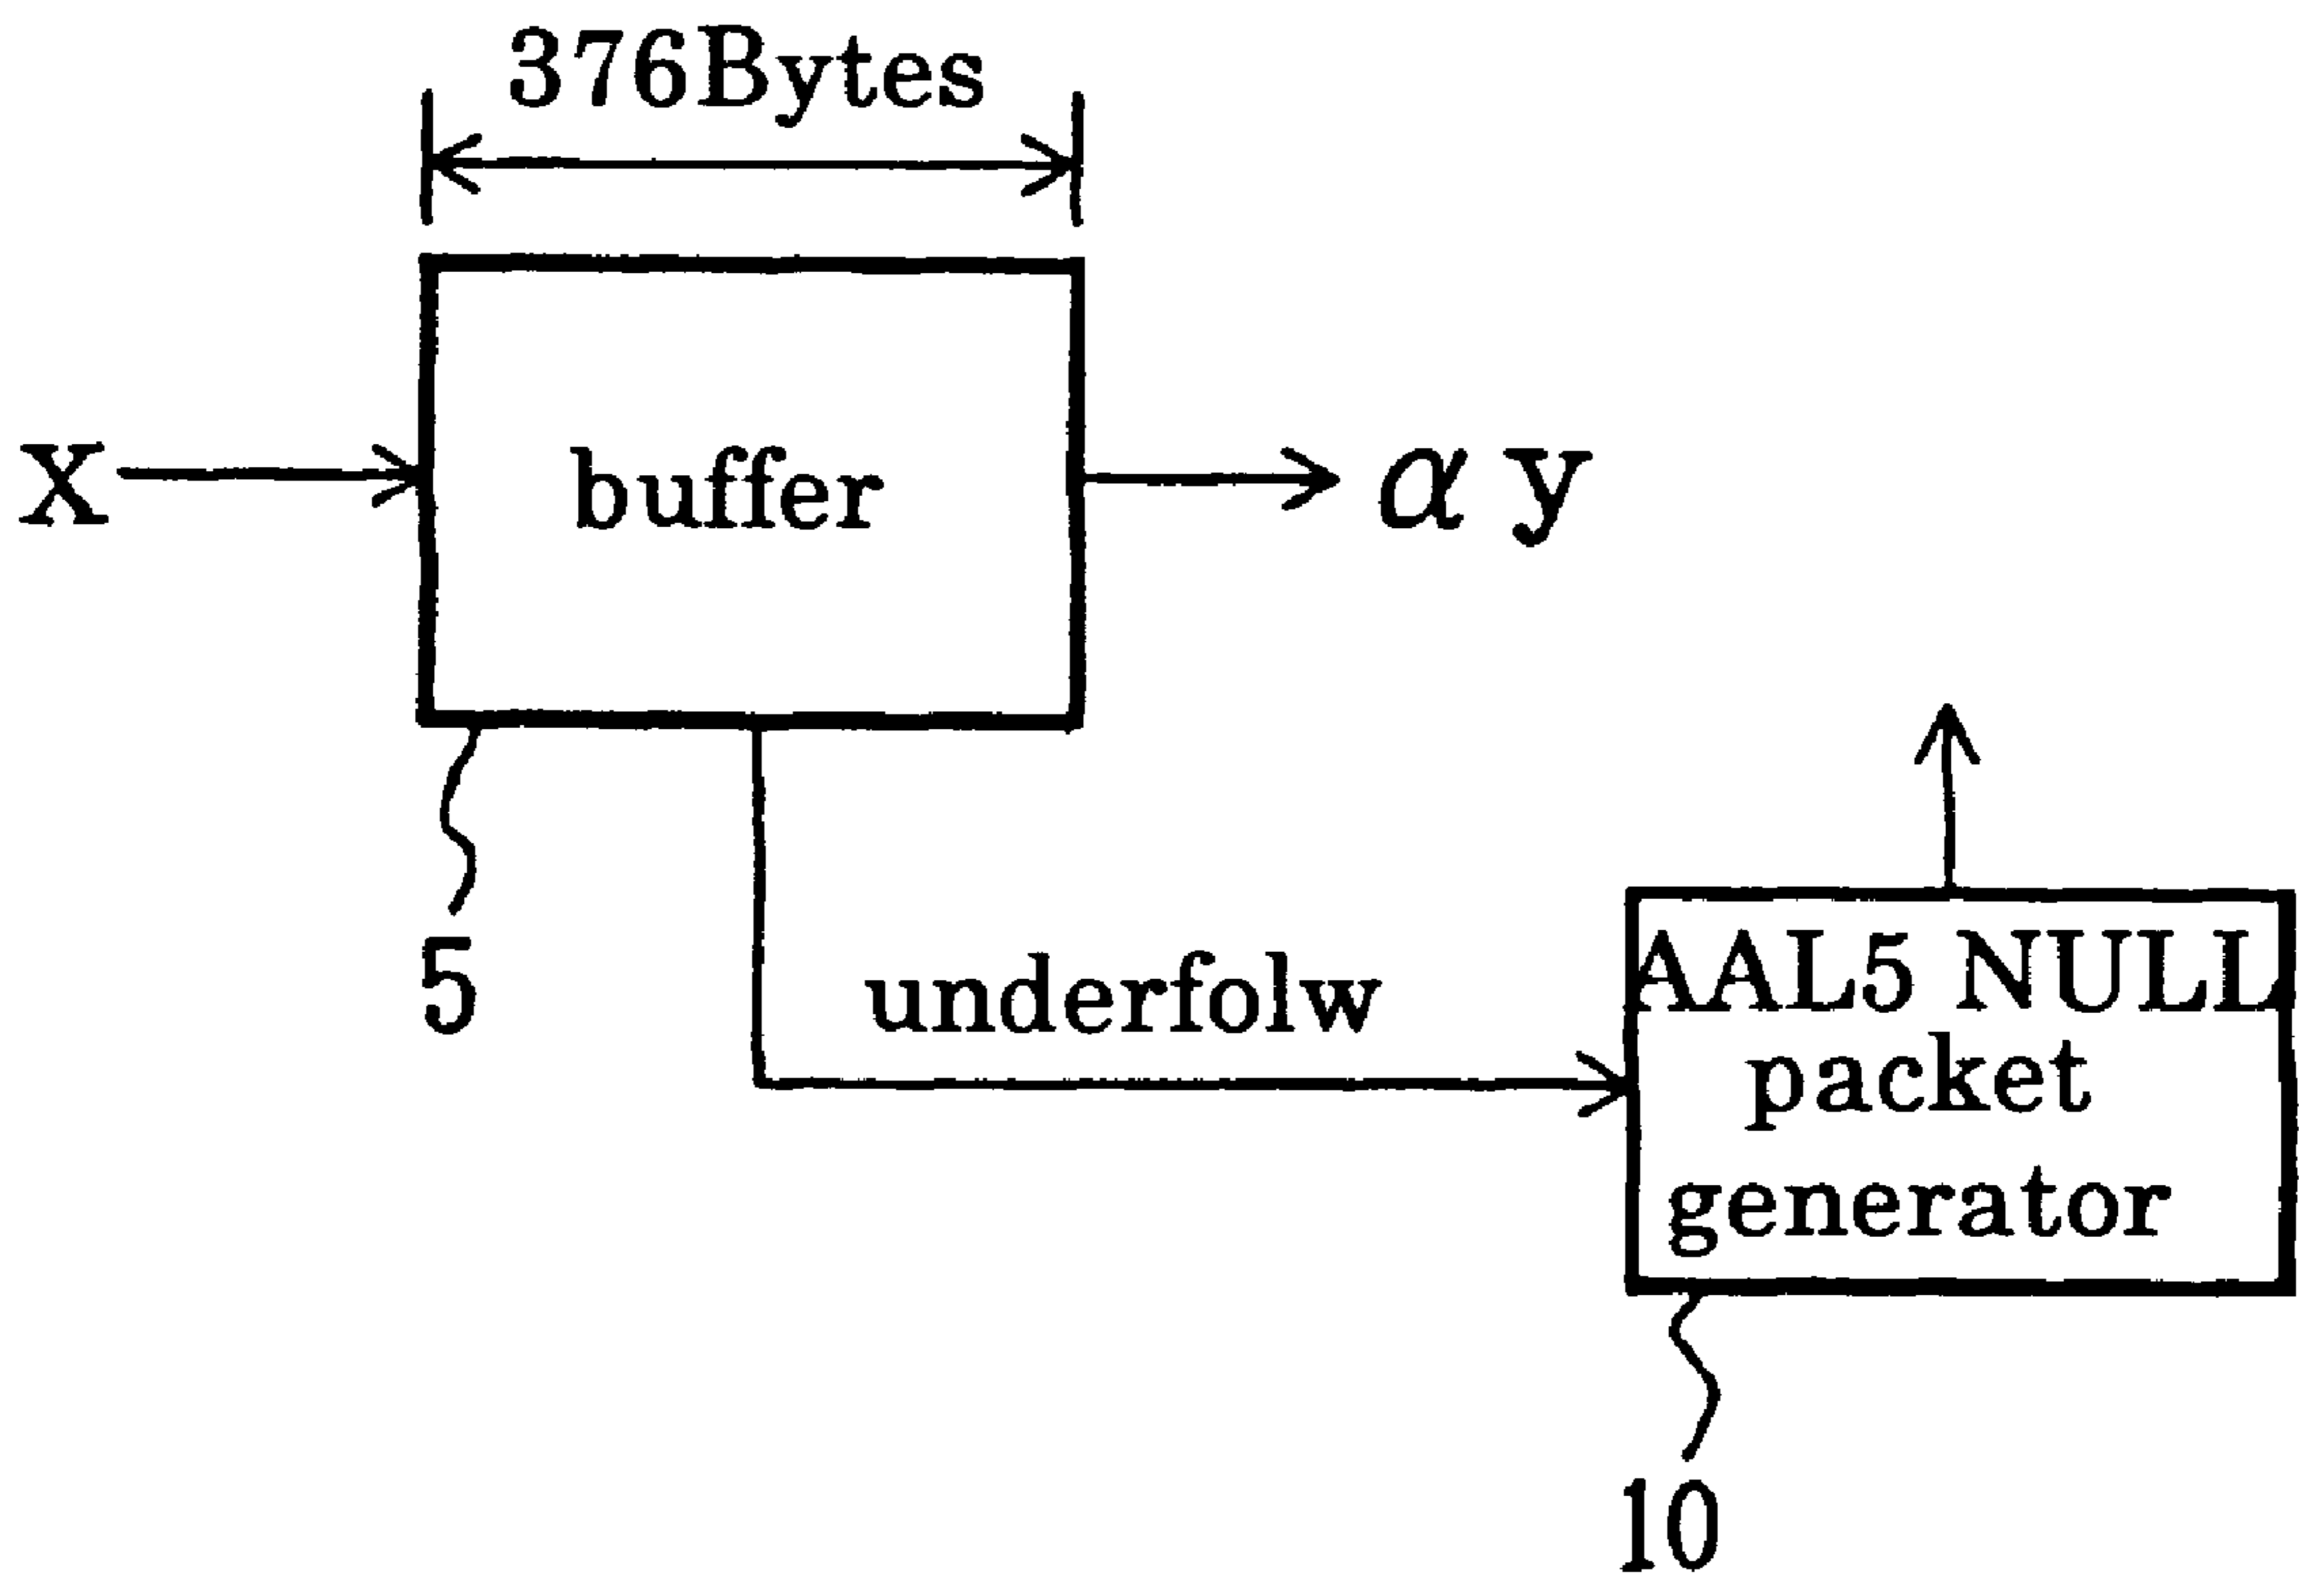 376Bytes
X
buffer
α y
5
underfolw
AAL5 NULL
packet
generator
10